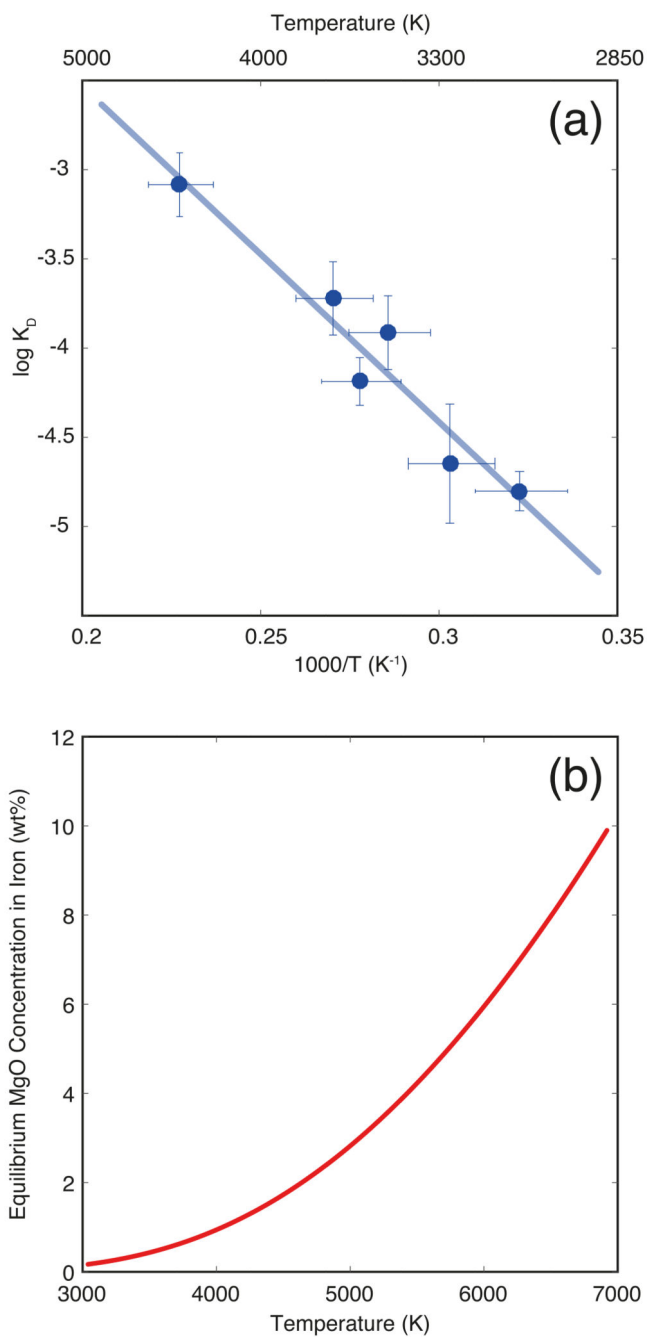 Temperature (K)
5000 4000 3300 2850
(a)
-3
-3.5
-4
-4.5
-5
log K_D
0.2 0.25 0.3 0.35
1000/T (K⁻¹)
(b)
12
10
8
6
4
2
0
Equilibrium MgO Concentration in Iron (wt%)
3000 4000 5000 6000 7000
Temperature (K)